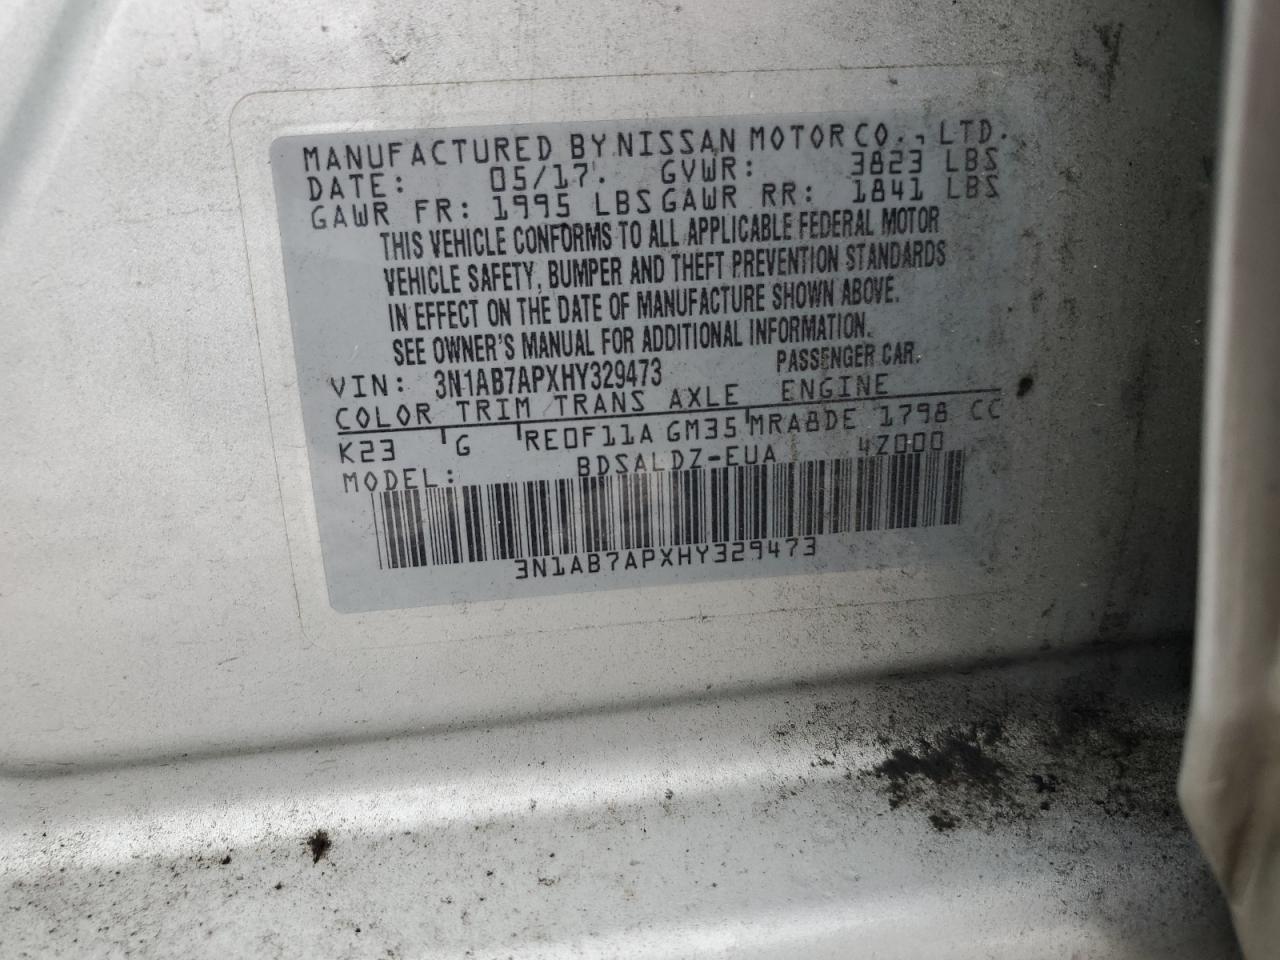 MANUFACTURED BY NISSAN MOTOR CO., LTD.
DATE: 05/17. GVWR: 3823 LBS
GAWR FR: 1995 LBS GAWR RR: 1841 LBS
THIS VEHICLE CONFORMS TO ALL APPLICABLE FEDERAL MOTOR
VEHICLE SAFETY, BUMPER AND THEFT PREVENTION STANDARDS
IN EFFECT ON THE DATE OF MANUFACTURE SHOWN ABOVE.
SEE OWNER'S MANUAL FOR ADDITIONAL INFORMATION.
VIN: 3N1AB7APXHY329473 PASSENGER CAR.
COLOR TRIM TRANS AXLE ENGINE
K23 G RE0F11A GM35 MRA8DE 1798 CC
MODEL: BDSALDZ-EUA 4Z000
3N1AB7APXHY329473